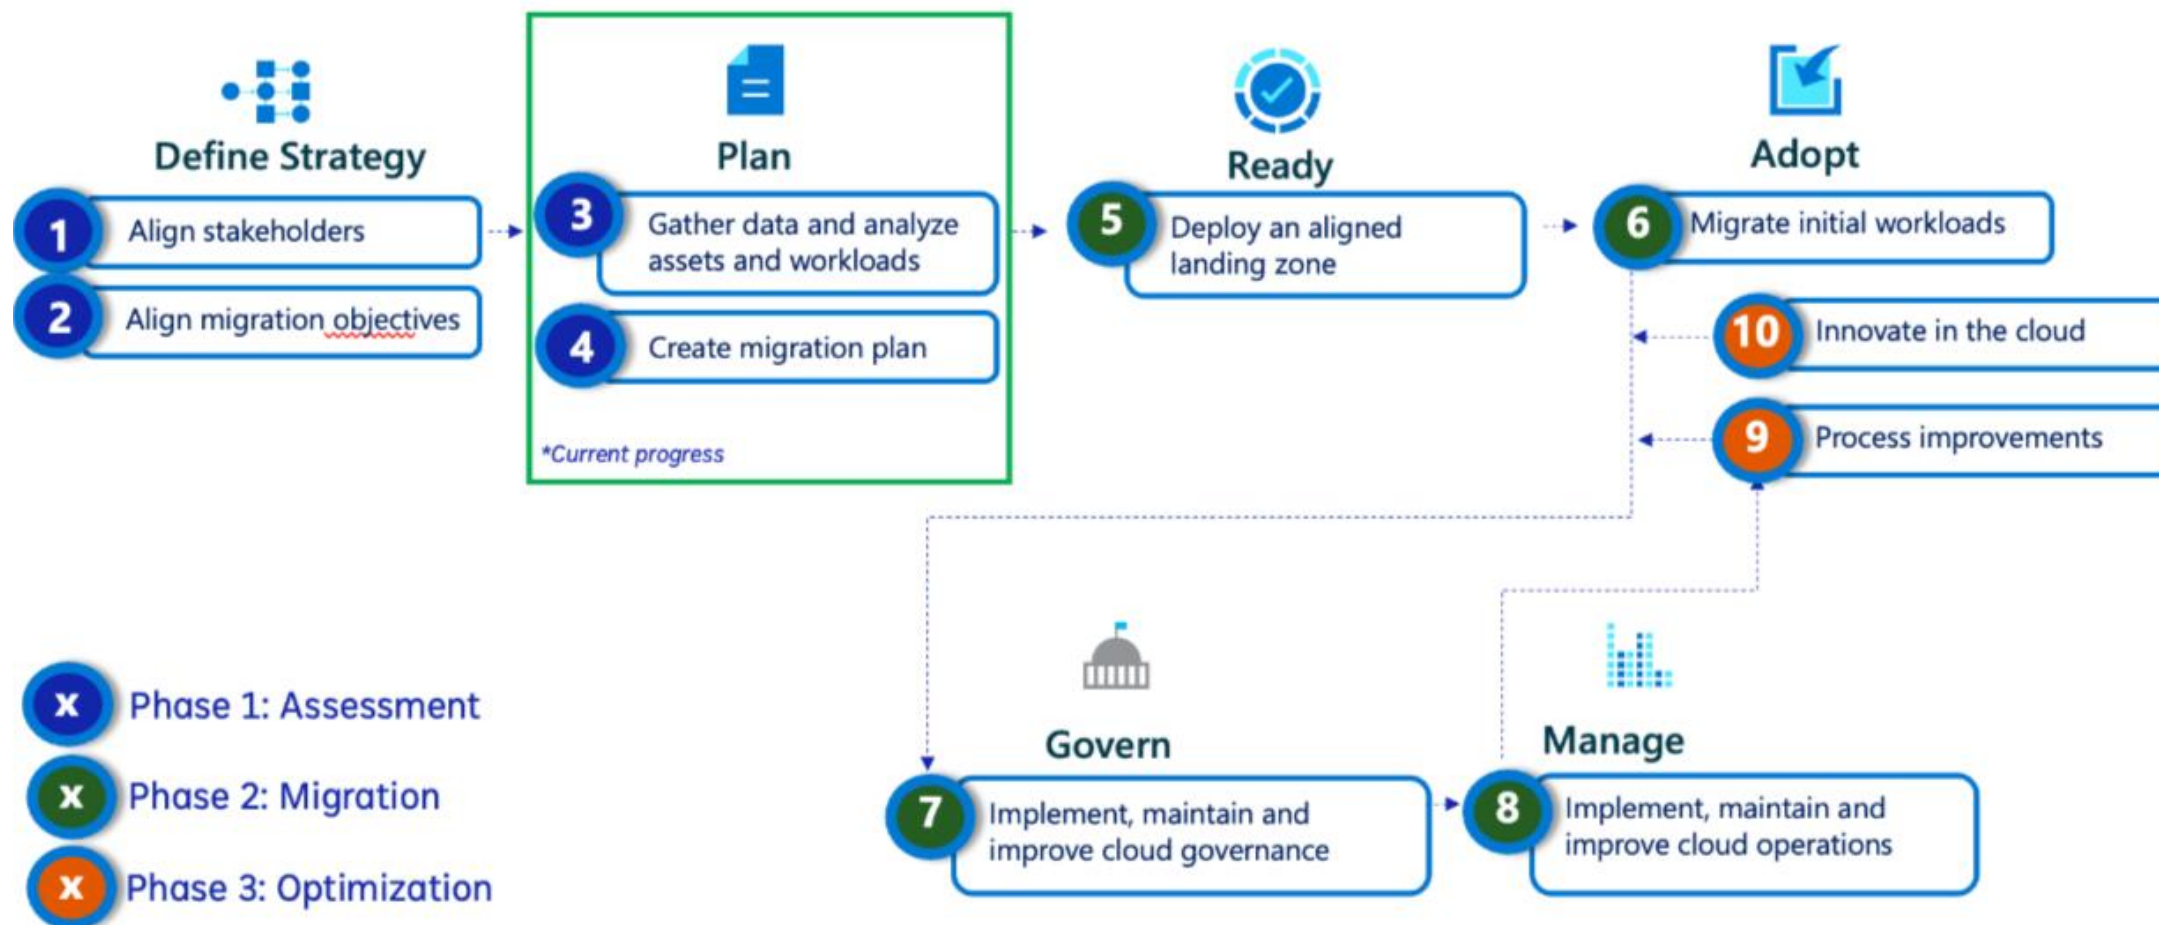 Define Strategy
1
Align stakeholders
2
Align migration objectives
Plan
3
Gather data and analyze
assets and workloads
4
Create migration plan
*Current progress
Ready
5
Deploy an aligned
landing zone
Adopt
6
Migrate initial workloads
10
Innovate in the cloud
9
Process improvements
Govern
7
Implement, maintain and
improve cloud governance
Manage
8
Implement, maintain and
improve cloud operations
x
Phase 1: Assessment
x
Phase 2: Migration
x
Phase 3: Optimization